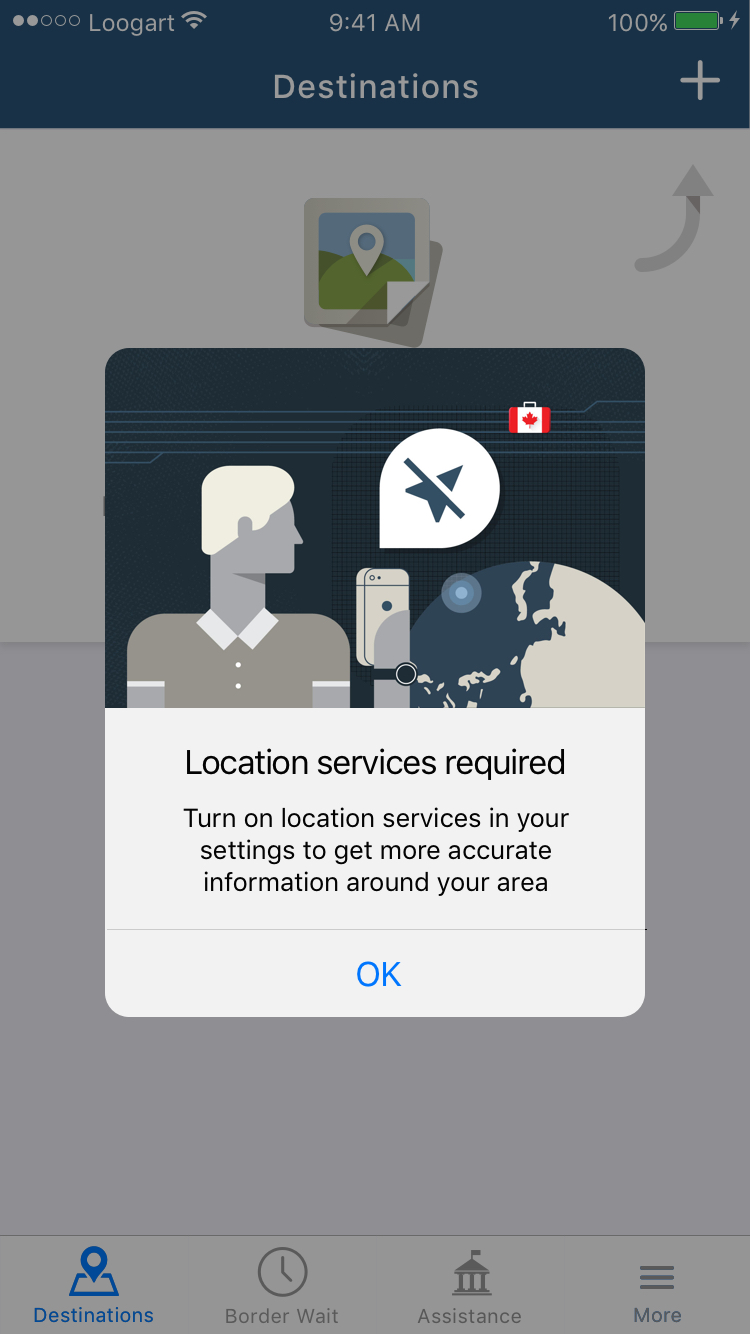 Loogart 9:41 AM 100%
Destinations
Location services required
Turn on location services in your
settings to get more accurate
information around your area
OK
Destinations Border Wait Assistance More